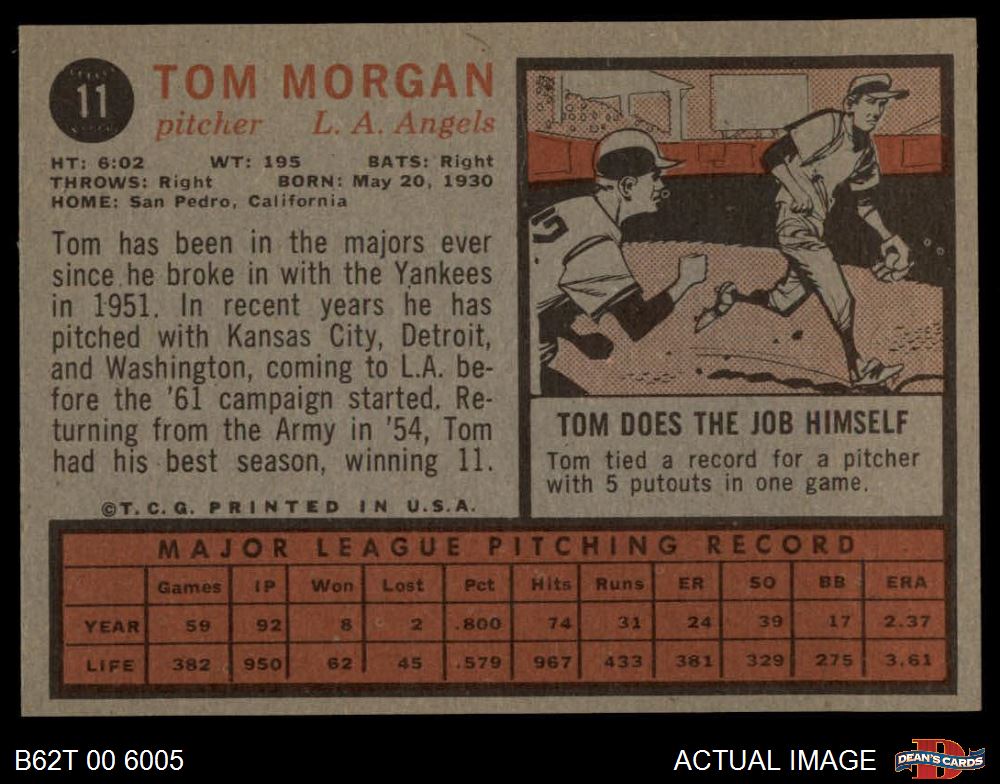 11
TOM MORGAN
pitcher L. A. Angels
HT: 6:02 WT: 195 BATS: Right
THROWS: Right BORN: May 20, 1930
HOME: San Pedro, California
Tom has been in the majors ever
since he broke in with the Yankees
in 1951. In recent years he has
pitched with Kansas City, Detroit,
and Washington, coming to L.A. be-
fore the '61 campaign started. Re-
turning from the Army in '54, Tom
had his best season, winning 11.
©T. C. G. PRINTED IN U.S.A.
5
TOM DOES THE JOB HIMSELF
Tom tied a record for a pitcher
with 5 putouts in one game.
MAJOR LEAGUE PITCHING RECORD
Games IP Won Lost Pct Hits Runs ER SO BB ERA
YEAR 59 92 8 2 .800 74 31 24 39 17 2.37
LIFE 382 950 62 45 .579 967 433 381 329 275 3.61
B62T 00 6005
ACTUAL IMAGE
D
DEAN'S CARDS